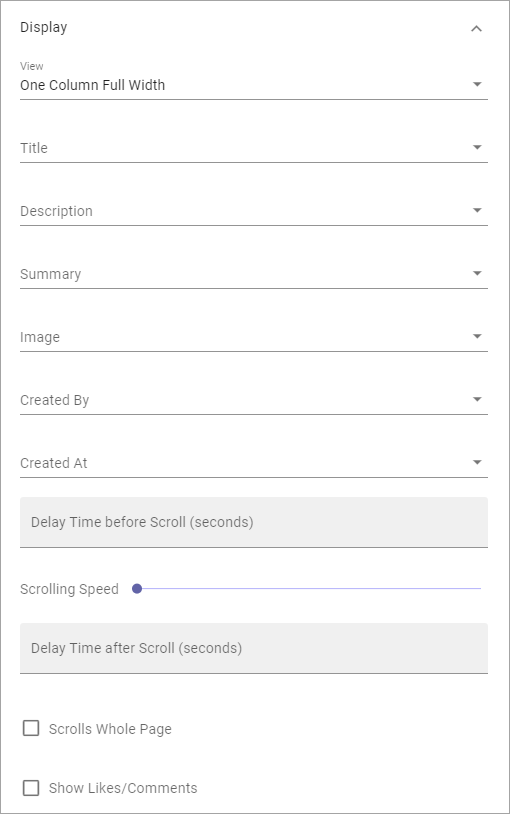 Display
View
One Column Full Width
Title
Description
Summary
Image
Created By
Created At
Delay Time before Scroll (seconds)
Scrolling Speed
Delay Time after Scroll (seconds)
Scrolls Whole Page
Show Likes/Comments